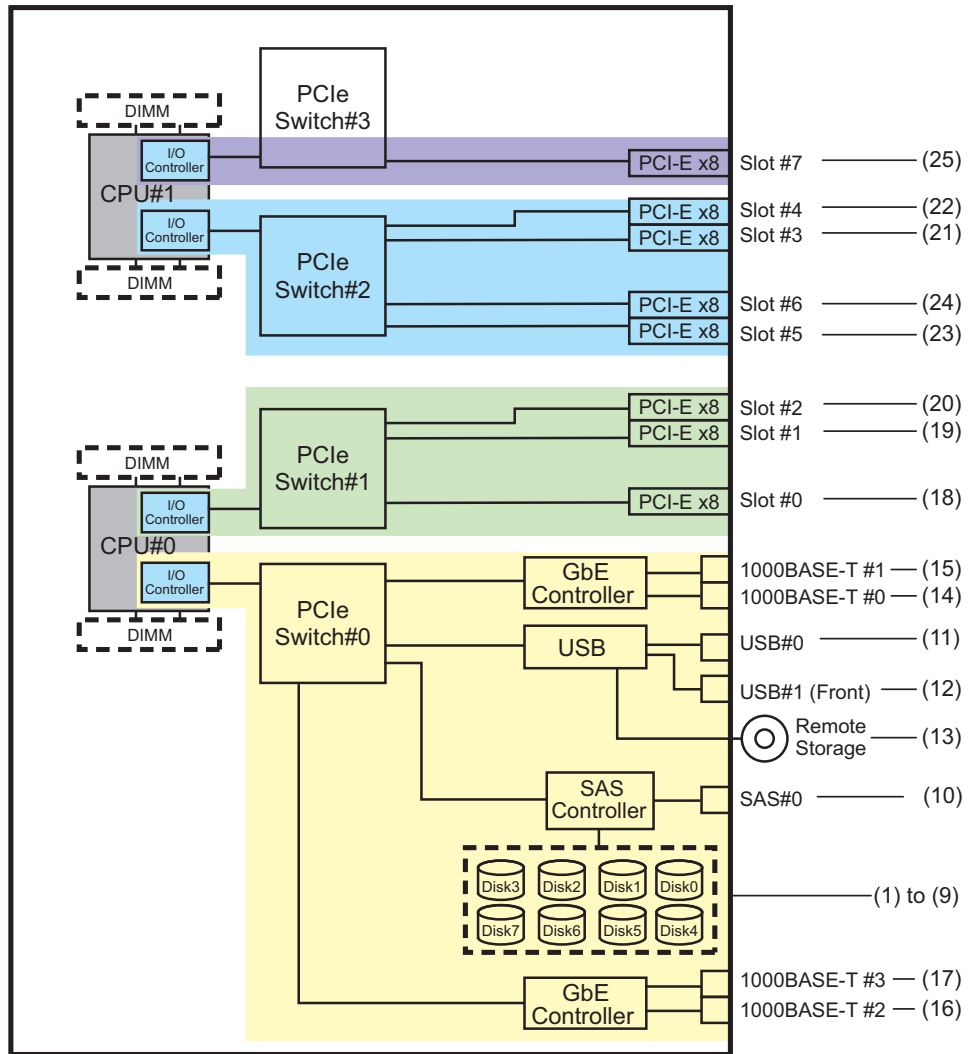 PCIe
Switch#3
DIMM
I/O
Controller
CPU#1
PCI-E x8
Slot #7
(25)
I/O
Controller
DIMM
PCIe
Switch#2
PCI-E x8
Slot #4
(22)
PCI-E x8
Slot #3
(21)
PCI-E x8
Slot #6
(24)
PCI-E x8
Slot #5
(23)
PCIe
Switch#1
PCI-E x8
Slot #2
(20)
PCI-E x8
Slot #1
(19)
PCI-E x8
Slot #0
(18)
DIMM
I/O
Controller
CPU#0
I/O
Controller
DIMM
PCIe
Switch#0
GbE
Controller
1000BASE-T #1
(15)
1000BASE-T #0
(14)
USB
USB#0
(11)
USB#1 (Front)
(12)
Remote
Storage
(13)
SAS
Controller
SAS#0
(10)
Disk3
Disk2
Disk1
Disk0
Disk7
Disk6
Disk5
Disk4
(1) to (9)
GbE
Controller
1000BASE-T #3
(17)
1000BASE-T #2
(16)